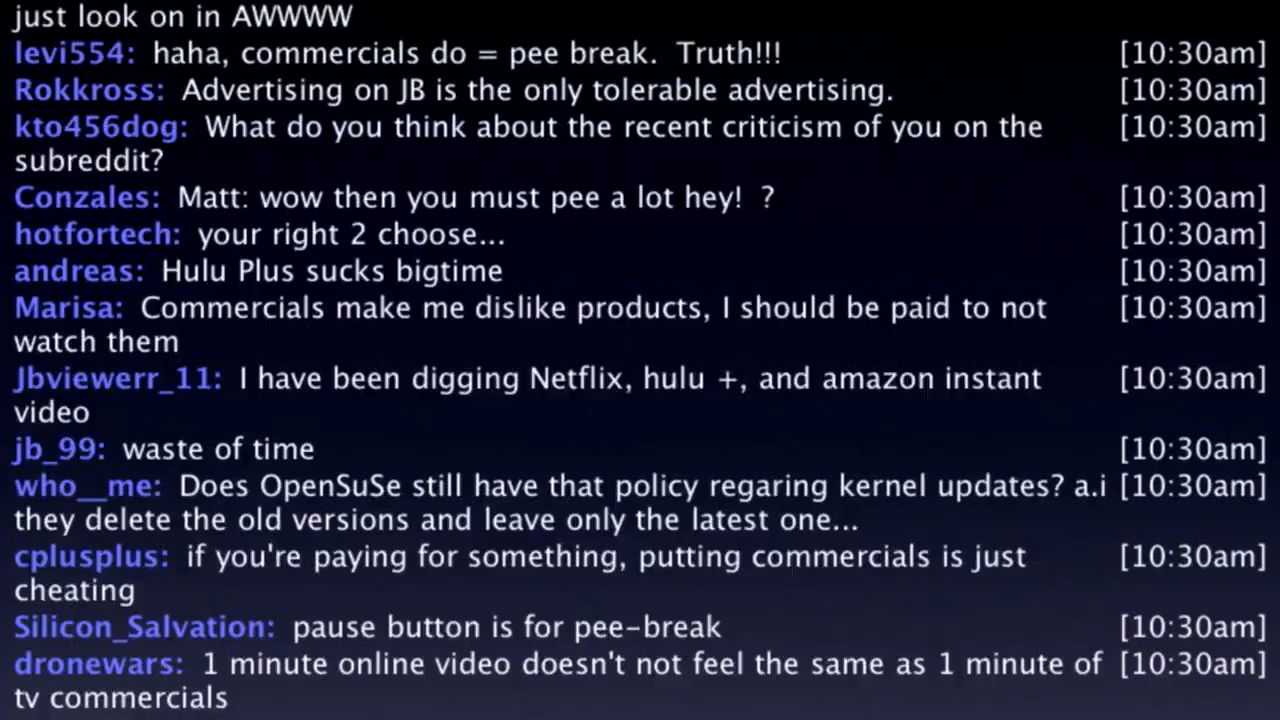 just look on in AWWWW
levi554: haha, commercials do = pee break. Truth!!! [10:30am]
Rokkross: Advertising on JB is the only tolerable advertising. [10:30am]
kto456dog: What do you think about the recent criticism of you on the [10:30am]
subreddit?
Conzales: Matt: wow then you must pee a lot hey! ? [10:30am]
hotfortech: your right 2 choose... [10:30am]
andreas: Hulu Plus sucks bigtime [10:30am]
Marisa: Commercials make me dislike products, I should be paid to not [10:30am]
watch them
Jbviewerr_11: I have been digging Netflix, hulu +, and amazon instant [10:30am]
video
jb_99: waste of time [10:30am]
who__me: Does OpenSuSe still have that policy regaring kernel updates? a.i [10:30am]
they delete the old versions and leave only the latest one...
cplusplus: if you're paying for something, putting commercials is just [10:30am]
cheating
Silicon_Salvation: pause button is for pee-break [10:30am]
dronewars: 1 minute online video doesn't not feel the same as 1 minute of [10:30am]
tv commercials